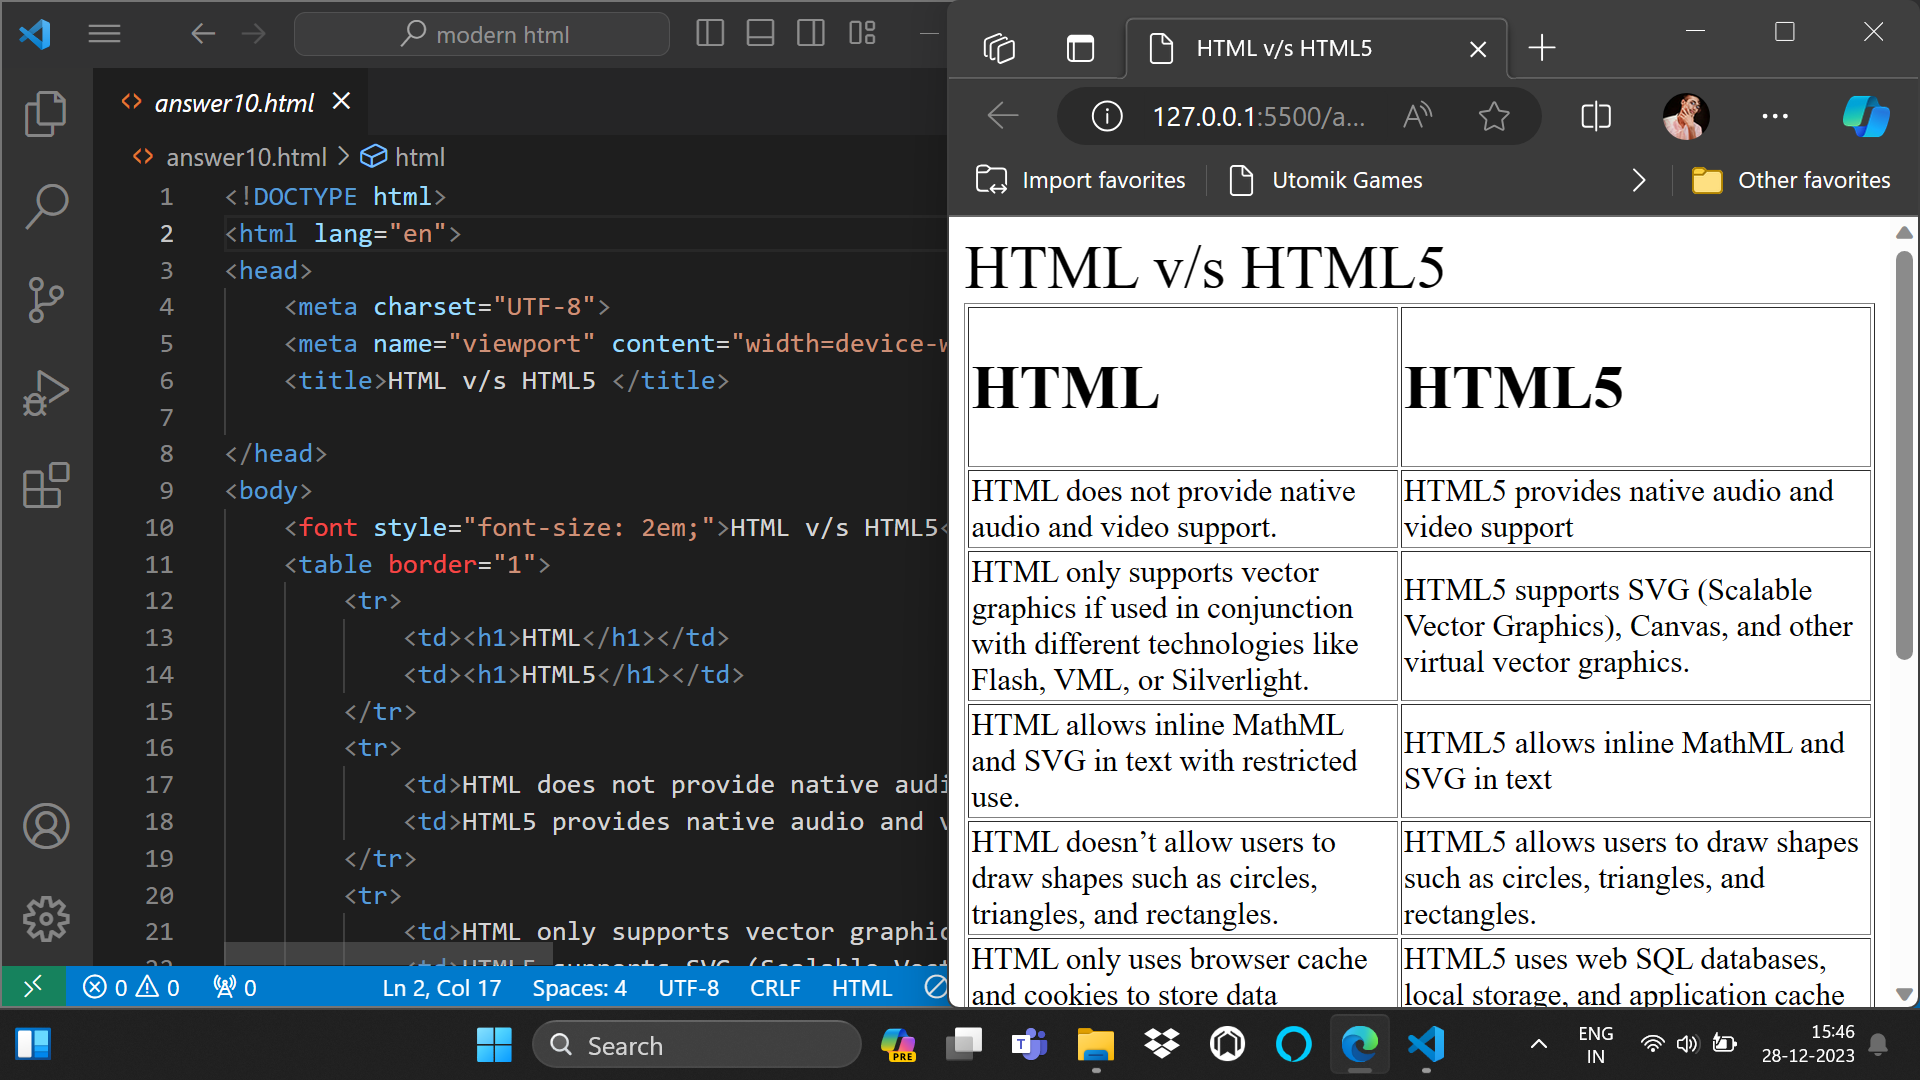 modern html
answer10.html
answer10.html > html
1 <!DOCTYPE html>
2 <html lang="en">
3 <head>
4 <meta charset="UTF-8">
5 <meta name="viewport" content="width=device-
6 <title>HTML v/s HTML5 </title>
7
8 </head>
9 <body>
10 <font style="font-size: 2em;">HTML v/s HTML5<
11 <table border="1">
12 <tr>
13 <td><h1>HTML</h1></td>
14 <td><h1>HTML5</h1></td>
15 </tr>
16 <tr>
17 <td>HTML does not provide native audi
18 <td>HTML5 provides native audio and v
19 </tr>
20 <tr>
21 <td>HTML only supports vector graphic
0 0 0
Ln 2, Col 17 Spaces: 4 UTF-8 CRLF HTML
HTML v/s HTML5
127.0.0.1:5500/a...
Import favorites Utomik Games Other favorites
HTML v/s HTML5
HTML
HTML5
HTML does not provide native
audio and video support.
HTML5 provides native audio and
video support
HTML only supports vector
graphics if used in conjunction
with different technologies like
Flash, VML, or Silverlight.
HTML5 supports SVG (Scalable
Vector Graphics), Canvas, and other
virtual vector graphics.
HTML allows inline MathML
and SVG in text with restricted
use.
HTML5 allows inline MathML and
SVG in text
HTML doesn’t allow users to
draw shapes such as circles,
triangles, and rectangles.
HTML5 allows users to draw shapes
such as circles, triangles, and
rectangles.
HTML only uses browser cache
and cookies to store data
HTML5 uses web SQL databases,
local storage, and application cache
Search
PRE
T
ENG
IN
15:46
28-12-2023